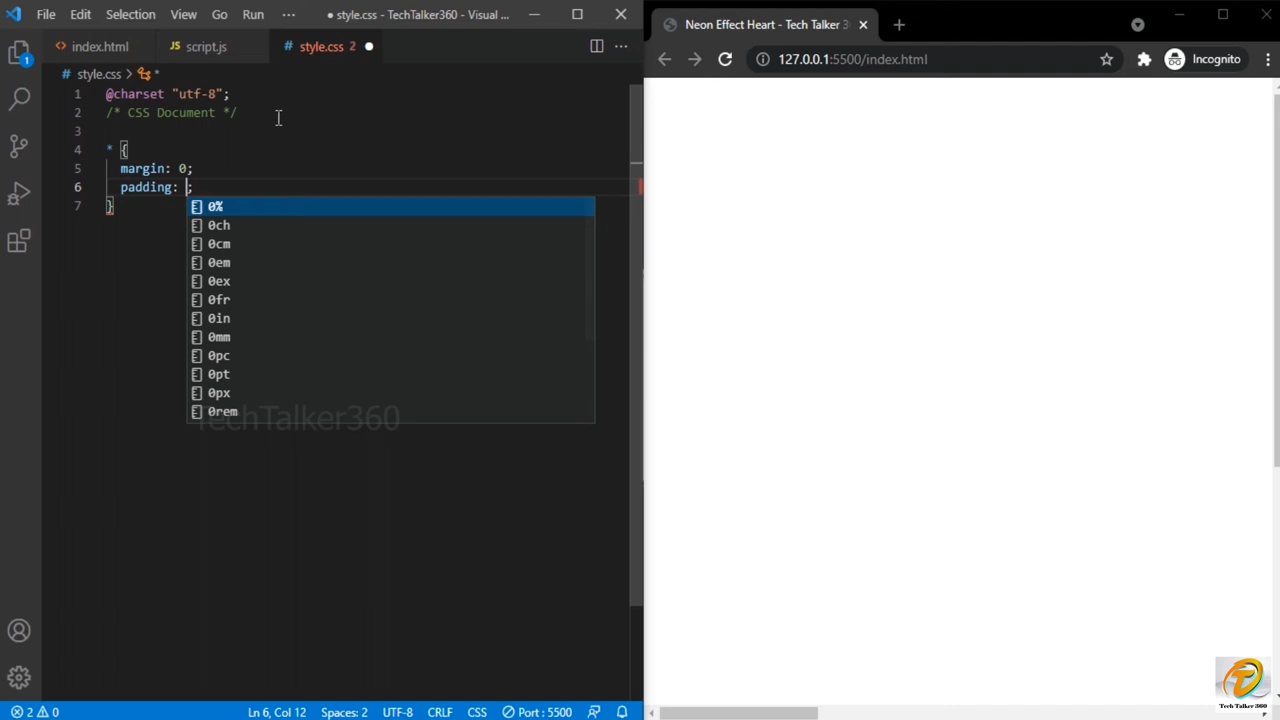 File Edit Selection View Go Run ··· ● style.css - TechTalker360 - Visual ...
index.html JS script.js # style.css 2 ●
# style.css > *
1 @charset "utf-8";
2 /* CSS Document */
3
4 * {
5 margin: 0;
6 padding: ;
7 }
0%
0ch
0cm
0em
0ex
0fr
0in
0mm
0pc
0pt
0px
0rem
TechTalker360
1
2 0 Ln 6, Col 12 Spaces: 2 UTF-8 CRLF CSS Port : 5500
Neon Effect Heart - Tech Talker 3
127.0.0.1:5500/index.html Incognito
Tech Talker 360